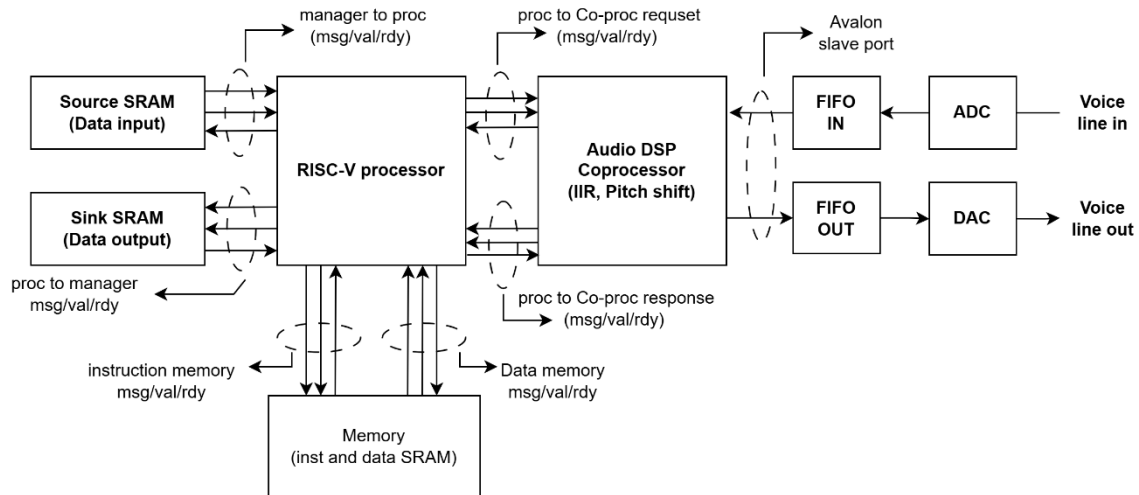 manager to proc
(msg/val/rdy)
proc to Co-proc requset
(msg/val/rdy)
Avalon
slave port
Source SRAM
(Data input)
RISC-V processor
Audio DSP
Coprocessor
(IIR, Pitch shift)
FIFO
IN
ADC
Voice
line in
Sink SRAM
(Data output)
FIFO
OUT
DAC
Voice
line out
proc to manager
msg/val/rdy
proc to Co-proc response
(msg/val/rdy)
instruction memory
msg/val/rdy
Data memory
msg/val/rdy
Memory
(inst and data SRAM)